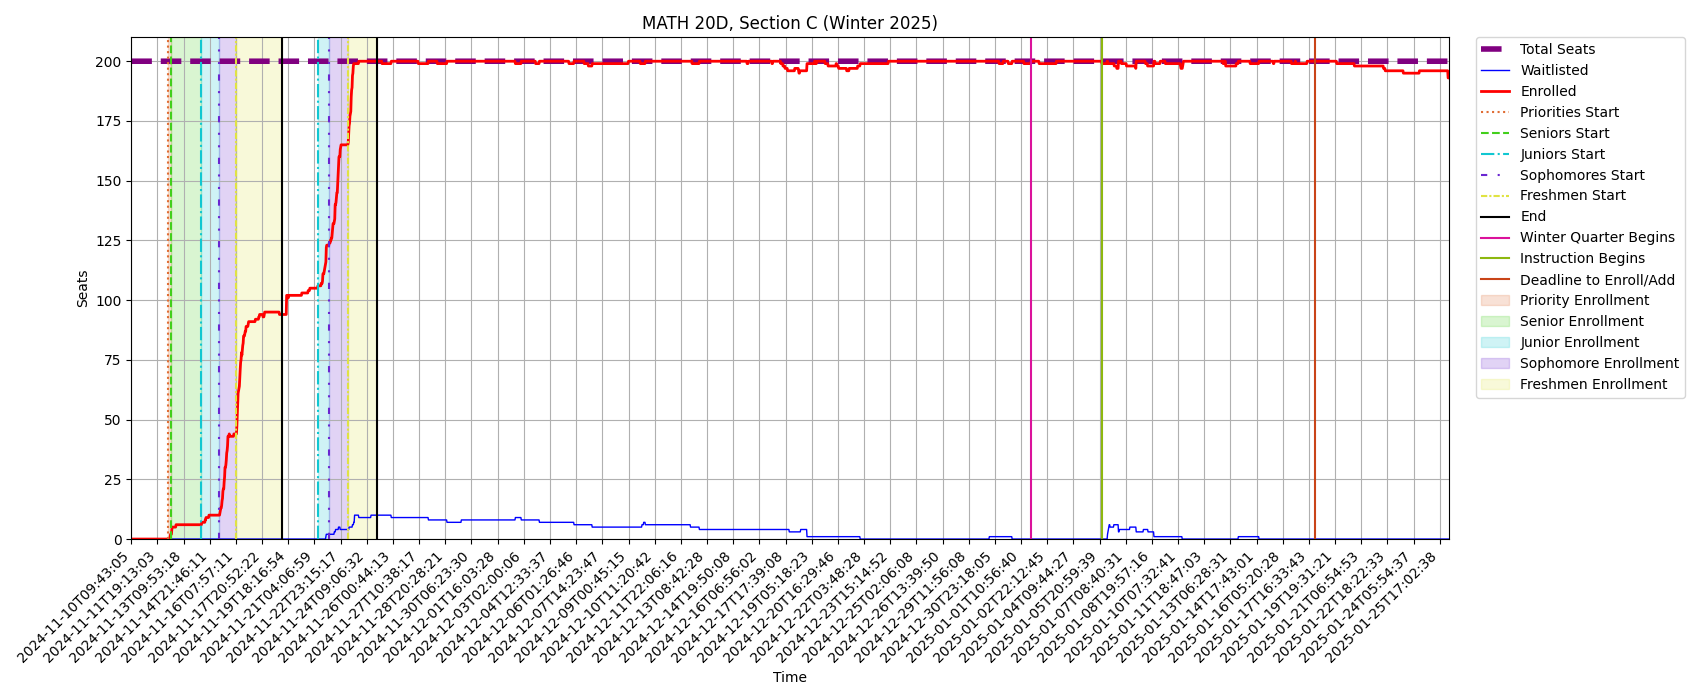 MATH 20D, Section C (Winter 2025)
Seats
200
175
150
125
100
75
50
25
0
2024-11-10T09:43:05
2024-11-11T19:13:03
2024-11-13T09:53:18
2024-11-14T21:46:11
2024-11-16T07:57:11
2024-11-17T20:52:22
2024-11-19T18:16:54
2024-11-21T04:06:59
2024-11-22T23:15:17
2024-11-24T09:06:32
2024-11-26T00:44:13
2024-11-27T10:38:17
2024-11-28T20:28:21
2024-11-30T06:23:30
2024-12-01T16:03:28
2024-12-03T02:00:06
2024-12-04T12:33:37
2024-12-06T01:26:46
2024-12-07T14:23:47
2024-12-09T00:45:15
2024-12-10T11:20:42
2024-12-11T22:06:16
2024-12-13T08:42:28
2024-12-14T19:50:08
2024-12-16T06:56:02
2024-12-17T17:39:08
2024-12-19T05:18:23
2024-12-20T16:29:46
2024-12-22T03:48:28
2024-12-23T15:14:52
2024-12-25T02:06:08
2024-12-26T13:39:50
2024-12-29T11:56:08
2024-12-30T23:18:05
2025-01-01T10:56:40
2025-01-02T22:12:45
2025-01-04T09:44:27
2025-01-05T20:59:39
2025-01-07T08:40:31
2025-01-08T19:57:16
2025-01-10T07:32:41
2025-01-11T18:47:03
2025-01-13T06:28:31
2025-01-14T17:43:01
2025-01-16T05:20:28
2025-01-17T16:33:43
2025-01-19T19:31:21
2025-01-21T06:54:53
2025-01-22T18:22:33
2025-01-24T05:54:37
2025-01-25T17:02:38
Time
Total Seats
Waitlisted
Enrolled
Priorities Start
Seniors Start
Juniors Start
Sophomores Start
Freshmen Start
End
Winter Quarter Begins
Instruction Begins
Deadline to Enroll/Add
Priority Enrollment
Senior Enrollment
Junior Enrollment
Sophomore Enrollment
Freshmen Enrollment